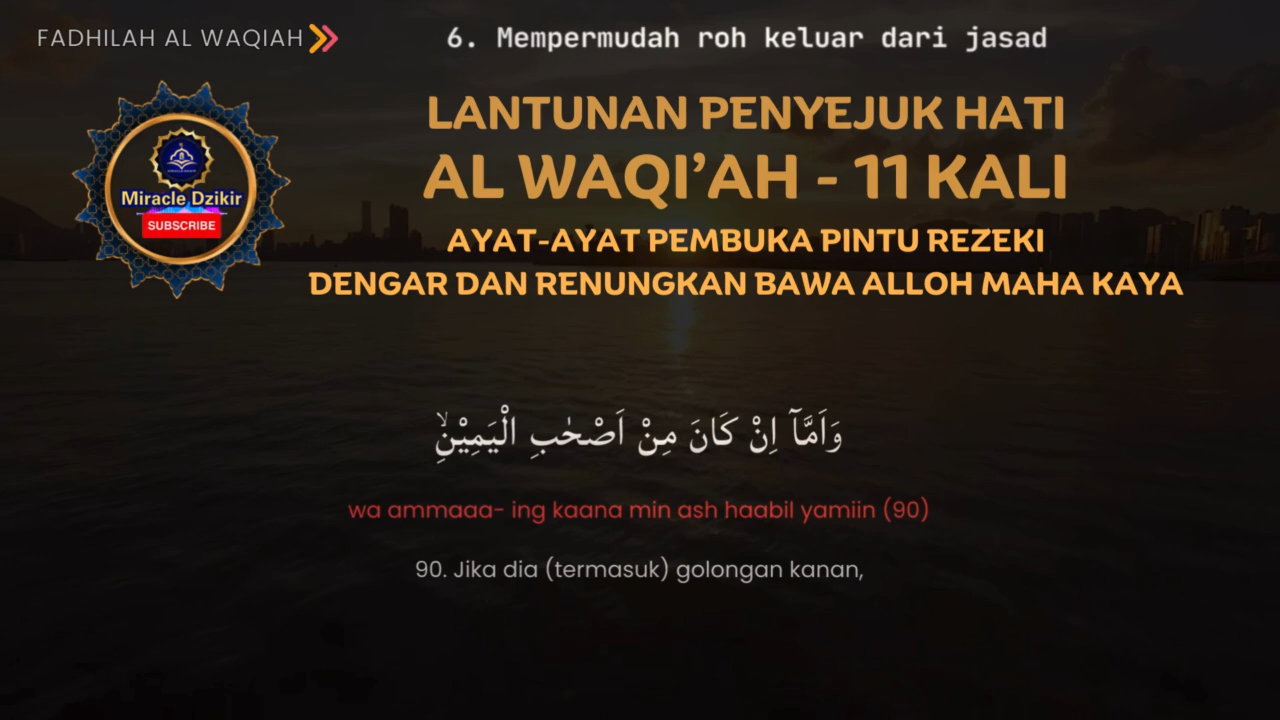 FADHILAH AL WAQIAH
6. Mempermudah roh keluar dari jasad
LANTUNAN PENYEJUK HATI
AL WAQI'AH - 11 KALI
AYAT-AYAT PEMBUKA PINTU REZEKI
DENGAR DAN RENUNGKAN BAWA ALLOH MAHA KAYA
Miracle Dzikir
SUBSCRIBE
وَاَمَّآ اِنْ كَانَ مِنْ اَصْحٰبِ الْيَمِيْنِۙ
wa ammaaa- ing kaana min ash haabil yamiin (90)
90. Jika dia (termasuk) golongan kanan,